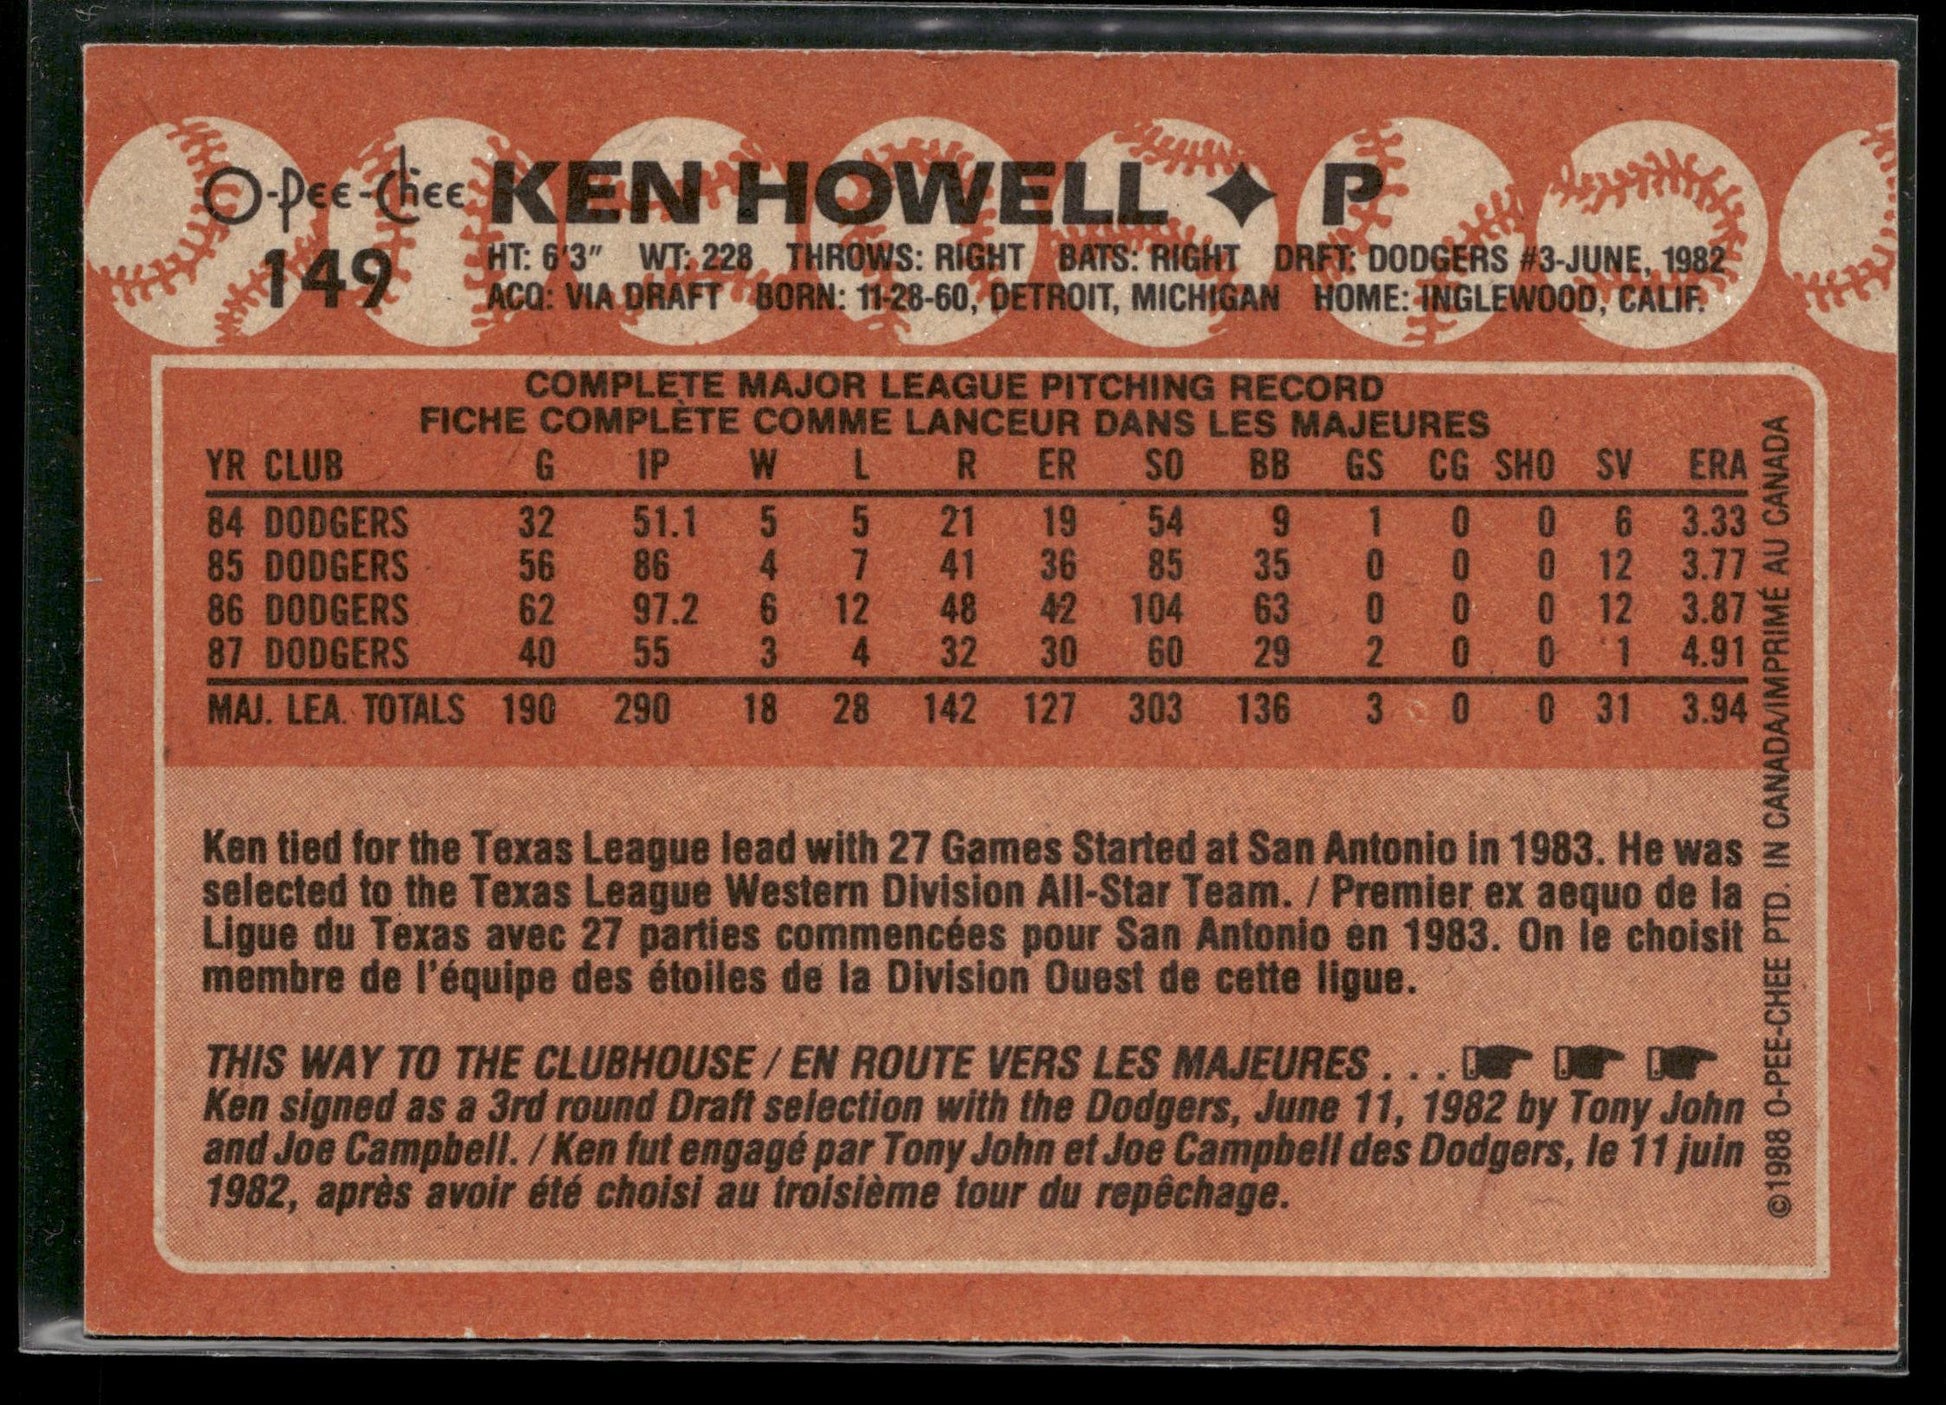 O-Pee-Chee KEN HOWELL ✦ P
149
HT: 6'3" WT: 228 THROWS: RIGHT BATS: RIGHT DRFT: DODGERS #3-JUNE, 1982
ACQ: VIA DRAFT BORN: 11-28-60, DETROIT, MICHIGAN HOME: INGLEWOOD, CALIF.
COMPLETE MAJOR LEAGUE PITCHING RECORD
FICHE COMPLÈTE COMME LANCEUR DANS LES MAJEURES
YR CLUB G IP W L R ER SO BB GS CG SHO SV ERA
84 DODGERS 32 51.1 5 5 21 19 54 9 1 0 0 6 3.33
85 DODGERS 56 86 4 7 41 36 85 35 0 0 0 12 3.77
86 DODGERS 62 97.2 6 12 48 42 104 63 0 0 0 12 3.87
87 DODGERS 40 55 3 4 32 30 60 29 2 0 0 1 4.91
MAJ. LEA. TOTALS 190 290 18 28 142 127 303 136 3 0 0 31 3.94
Ken tied for the Texas League lead with 27 Games Started at San Antonio in 1983. He was
selected to the Texas League Western Division All-Star Team. / Premier ex aequo de la
Ligue du Texas avec 27 parties commencées pour San Antonio en 1983. On le choisit
membre de l'équipe des étoiles de la Division Ouest de cette ligue.
THIS WAY TO THE CLUBHOUSE / EN ROUTE VERS LES MAJEURES . . .
Ken signed as a 3rd round Draft selection with the Dodgers, June 11, 1982 by Tony John
and Joe Campbell. / Ken fut engagé par Tony John et Joe Campbell des Dodgers, le 11 juin
1982, après avoir été choisi au troisième tour du repêchage.
©1988 O-PEE-CHEE PTD. IN CANADA/IMPRIMÉ AU CANADA